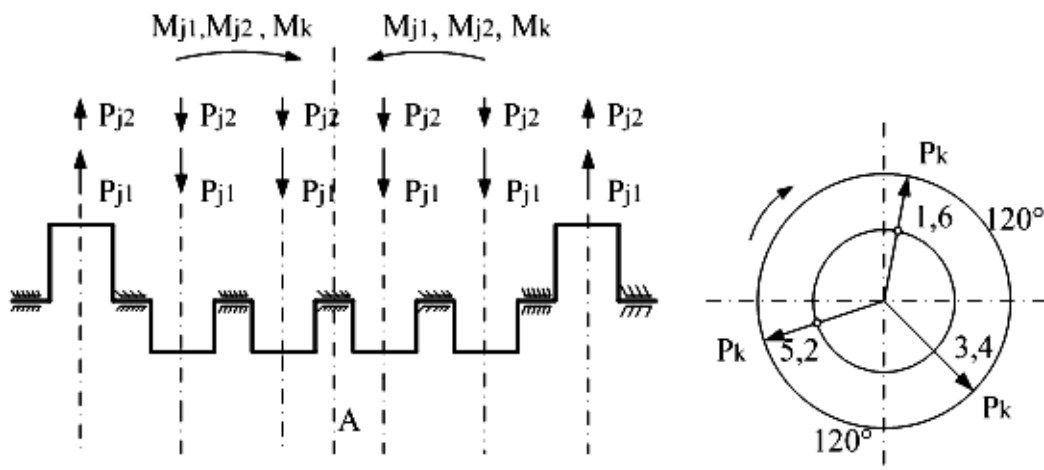 Mj1,Mj2 , Mk Mj1, Mj2, Mk
Pj2 Pj2 Pj2 Pj2 Pj2 Pj2
Pj1 Pj1 Pj1 Pj1 Pj1 Pj1
A
Pk
1,6
120°
Pk
5,2
3,4
Pk
120°